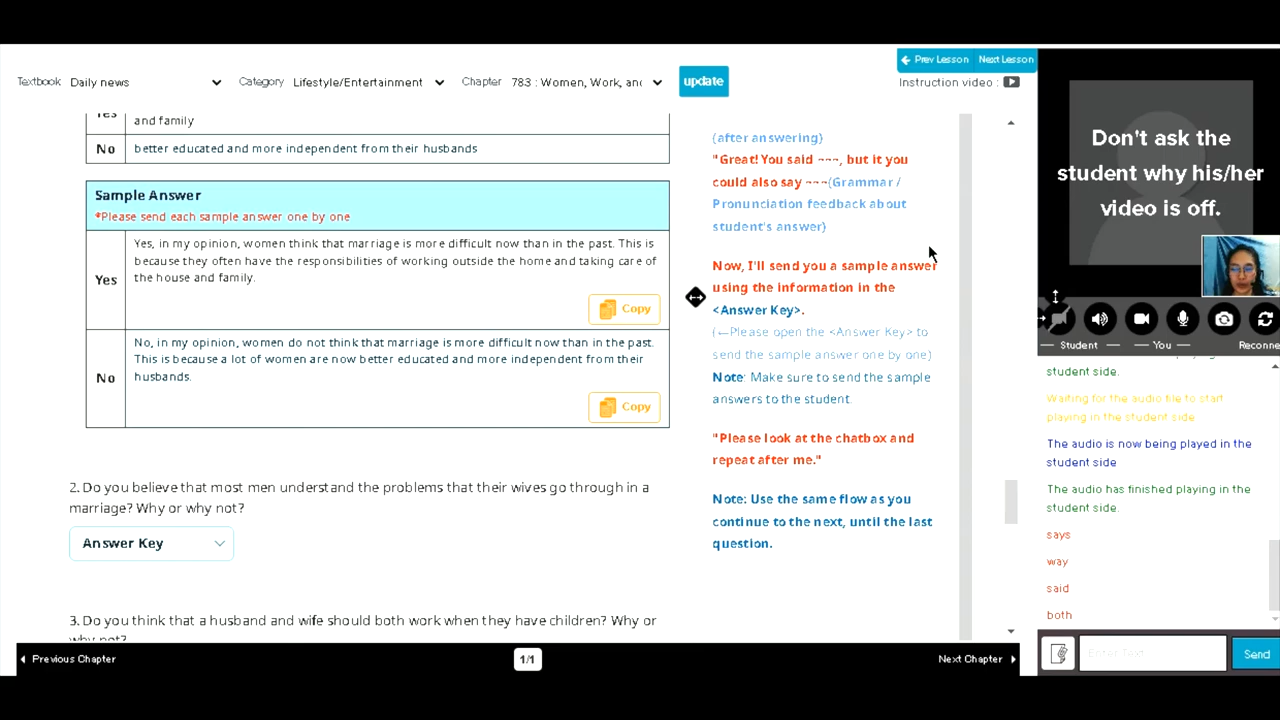 Textbook Daily news Category Lifestyle/Entertainment Chapter 783 : Women, Work, anc update
Prev Lesson Next Lesson
Instruction video :
Yes and family
No better educated and more independent from their husbands
Sample Answer
*Please send each sample answer one by one
Yes
Yes, in my opinion, women think that marriage is more difficult now than in the past. This is
because they often have the responsibilities of working outside the home and taking care of
the house and family.
Copy
No
No, in my opinion, women do not think that marriage is more difficult now than in the past.
This is because a lot of women are now better educated and more independent from their
husbands.
Copy
2. Do you believe that most men understand the problems that their wives go through in a
marriage? Why or why not?
Answer Key
3. Do you think that a husband and wife should both work when they have children? Why or
why not?
(after answering)
"Great! You said ~~~, but it you
could also say ~~~(Grammar /
Pronunciation feedback about
student's answer)
Now, I'll send you a sample answer
using the information in the
<Answer Key>.
(←Please open the <Answer Key> to
send the sample answer one by one)
Note: Make sure to send the sample
answers to the student.
"Please look at the chatbox and
repeat after me."
Note: Use the same flow as you
continue to the next, until the last
question.
Previous Chapter 1/1 Next Chapter
Don't ask the
student why his/her
video is off.
Student You Reconne
student side.
Waiting for the audio file to start
playing in the student side
The audio is now being played in the
student side
The audio has finished playing in the
student side.
says
way
said
both
Enter Text Send